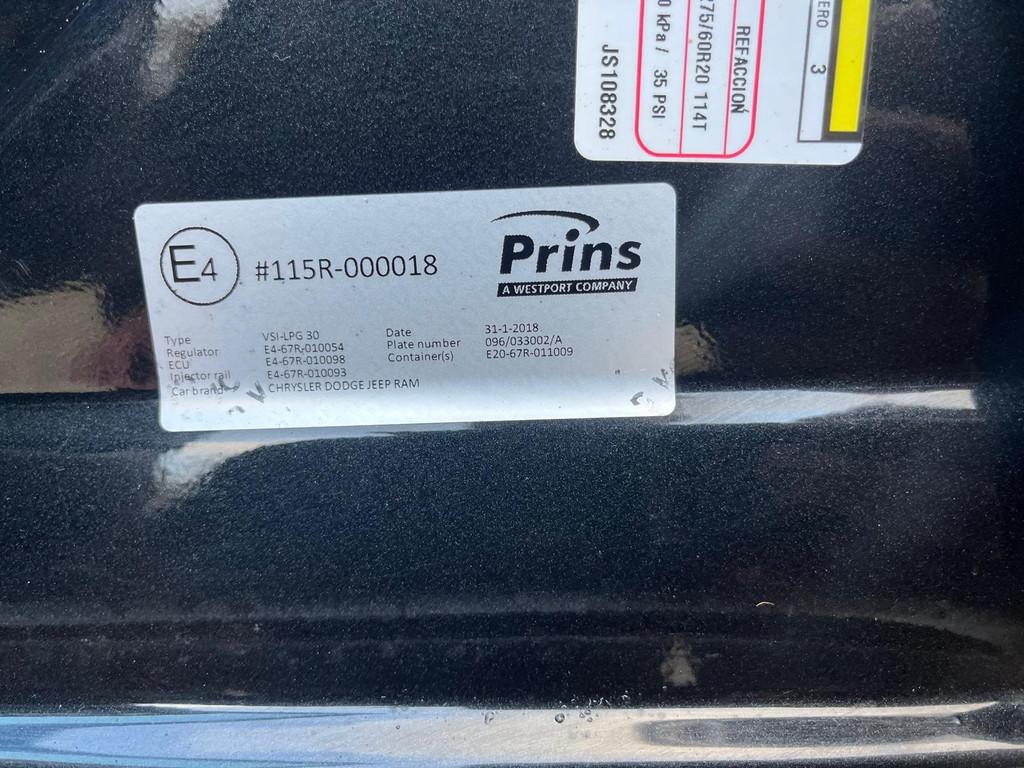 ERO 3
REFACCION
275/60R20 114T
0 kPa / 35 PSI
JS108328
E4
#115R-000018
Prins
A WESTPORT COMPANY
Type VSI-LPG 30
Regulator E4-67R-010054
ECU E4-67R-010098
Injector rail E4-67R-010093
Car brand CHRYSLER DODGE JEEP RAM
Date 31-1-2018
Plate number 096/033002/A
Container(s) E20-67R-011009